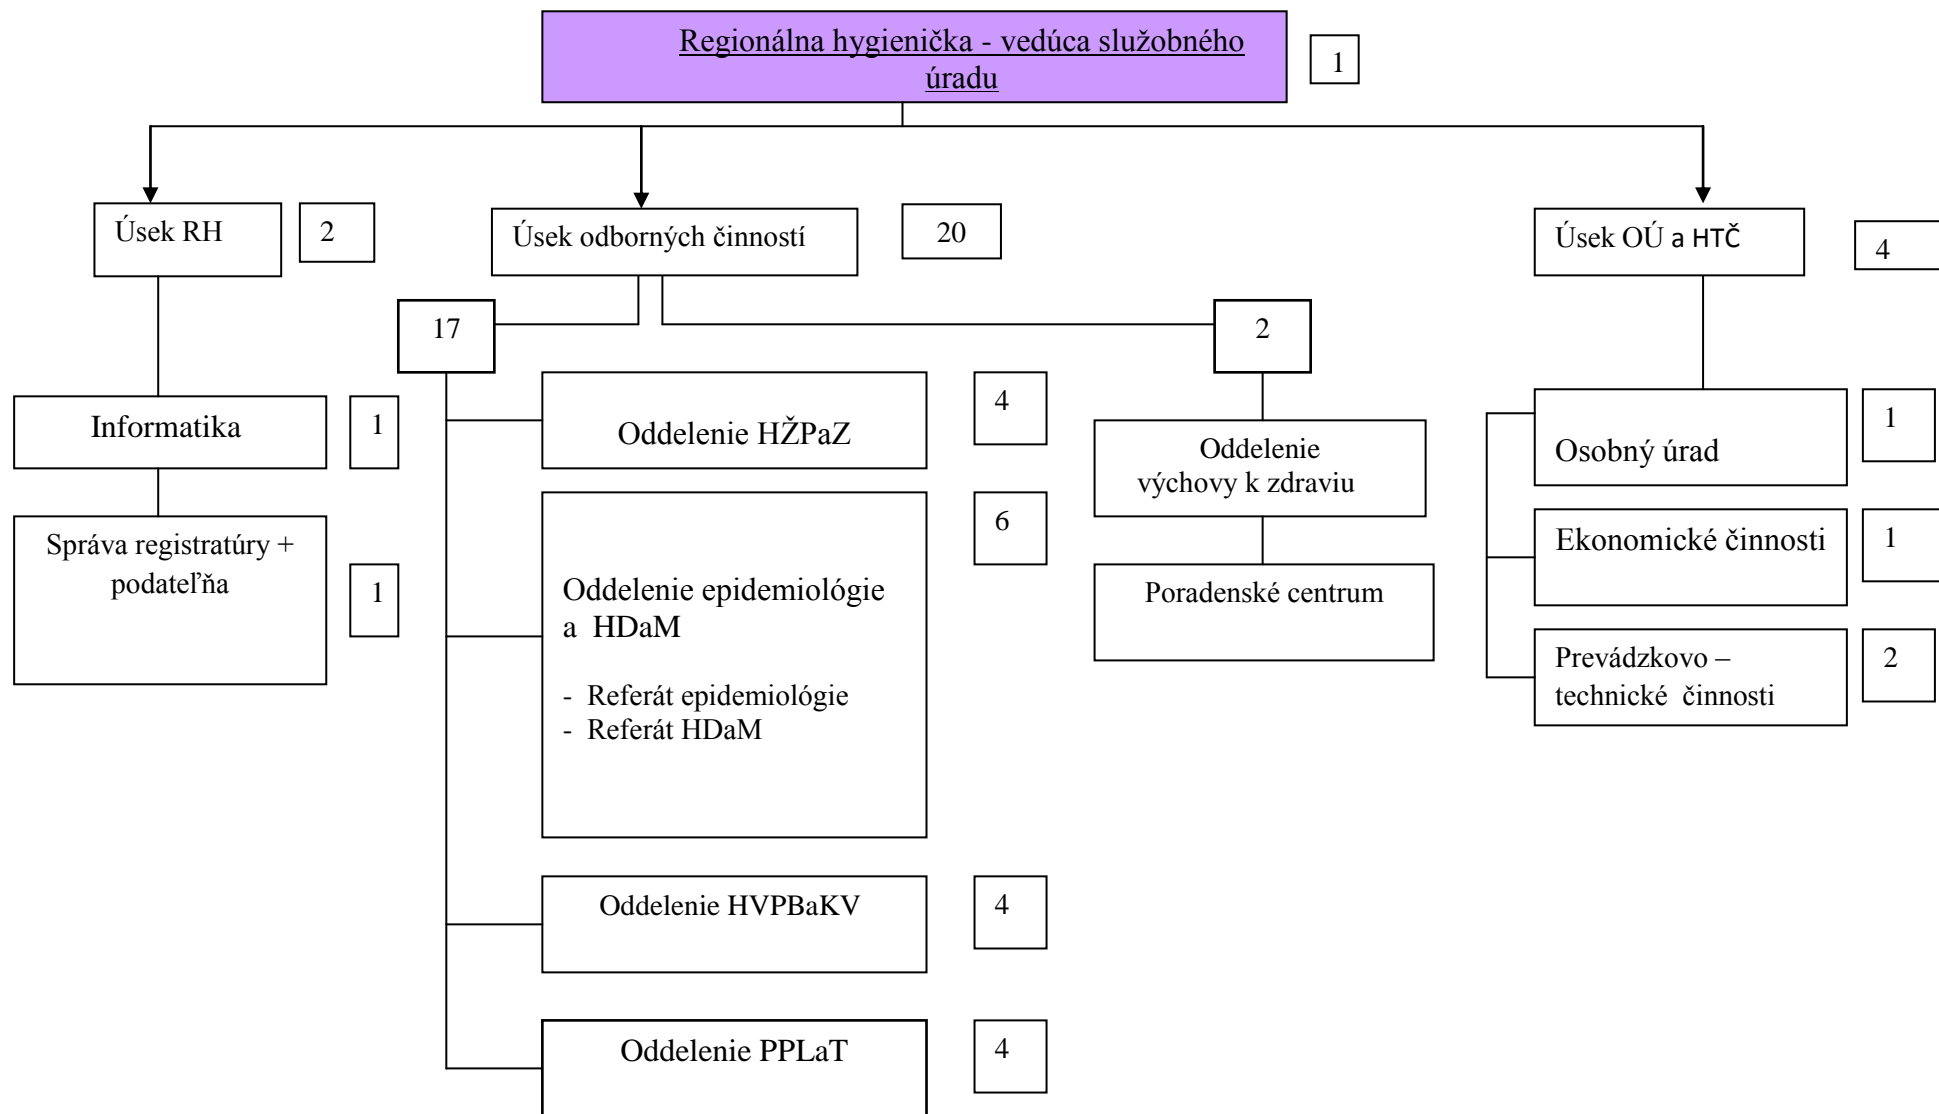 Regionálna hygienička - vedúca služobného
úradu
1
Úsek RH
2
Úsek odborných činností
20
Úsek OÚ a HTČ
4
17
2
Informatika
1
Správa registratúry +
podateľňa
1
Oddelenie HŽPaZ
4
Oddelenie epidemiológie
a HDaM
- Referát epidemiológie
- Referát HDaM
6
Oddelenie HVPBaKV
4
Oddelenie PPLaT
4
Oddelenie
výchovy k zdraviu
Poradenské centrum
Osobný úrad
1
Ekonomické činnosti
1
Prevádzkovo –
technické činnosti
2